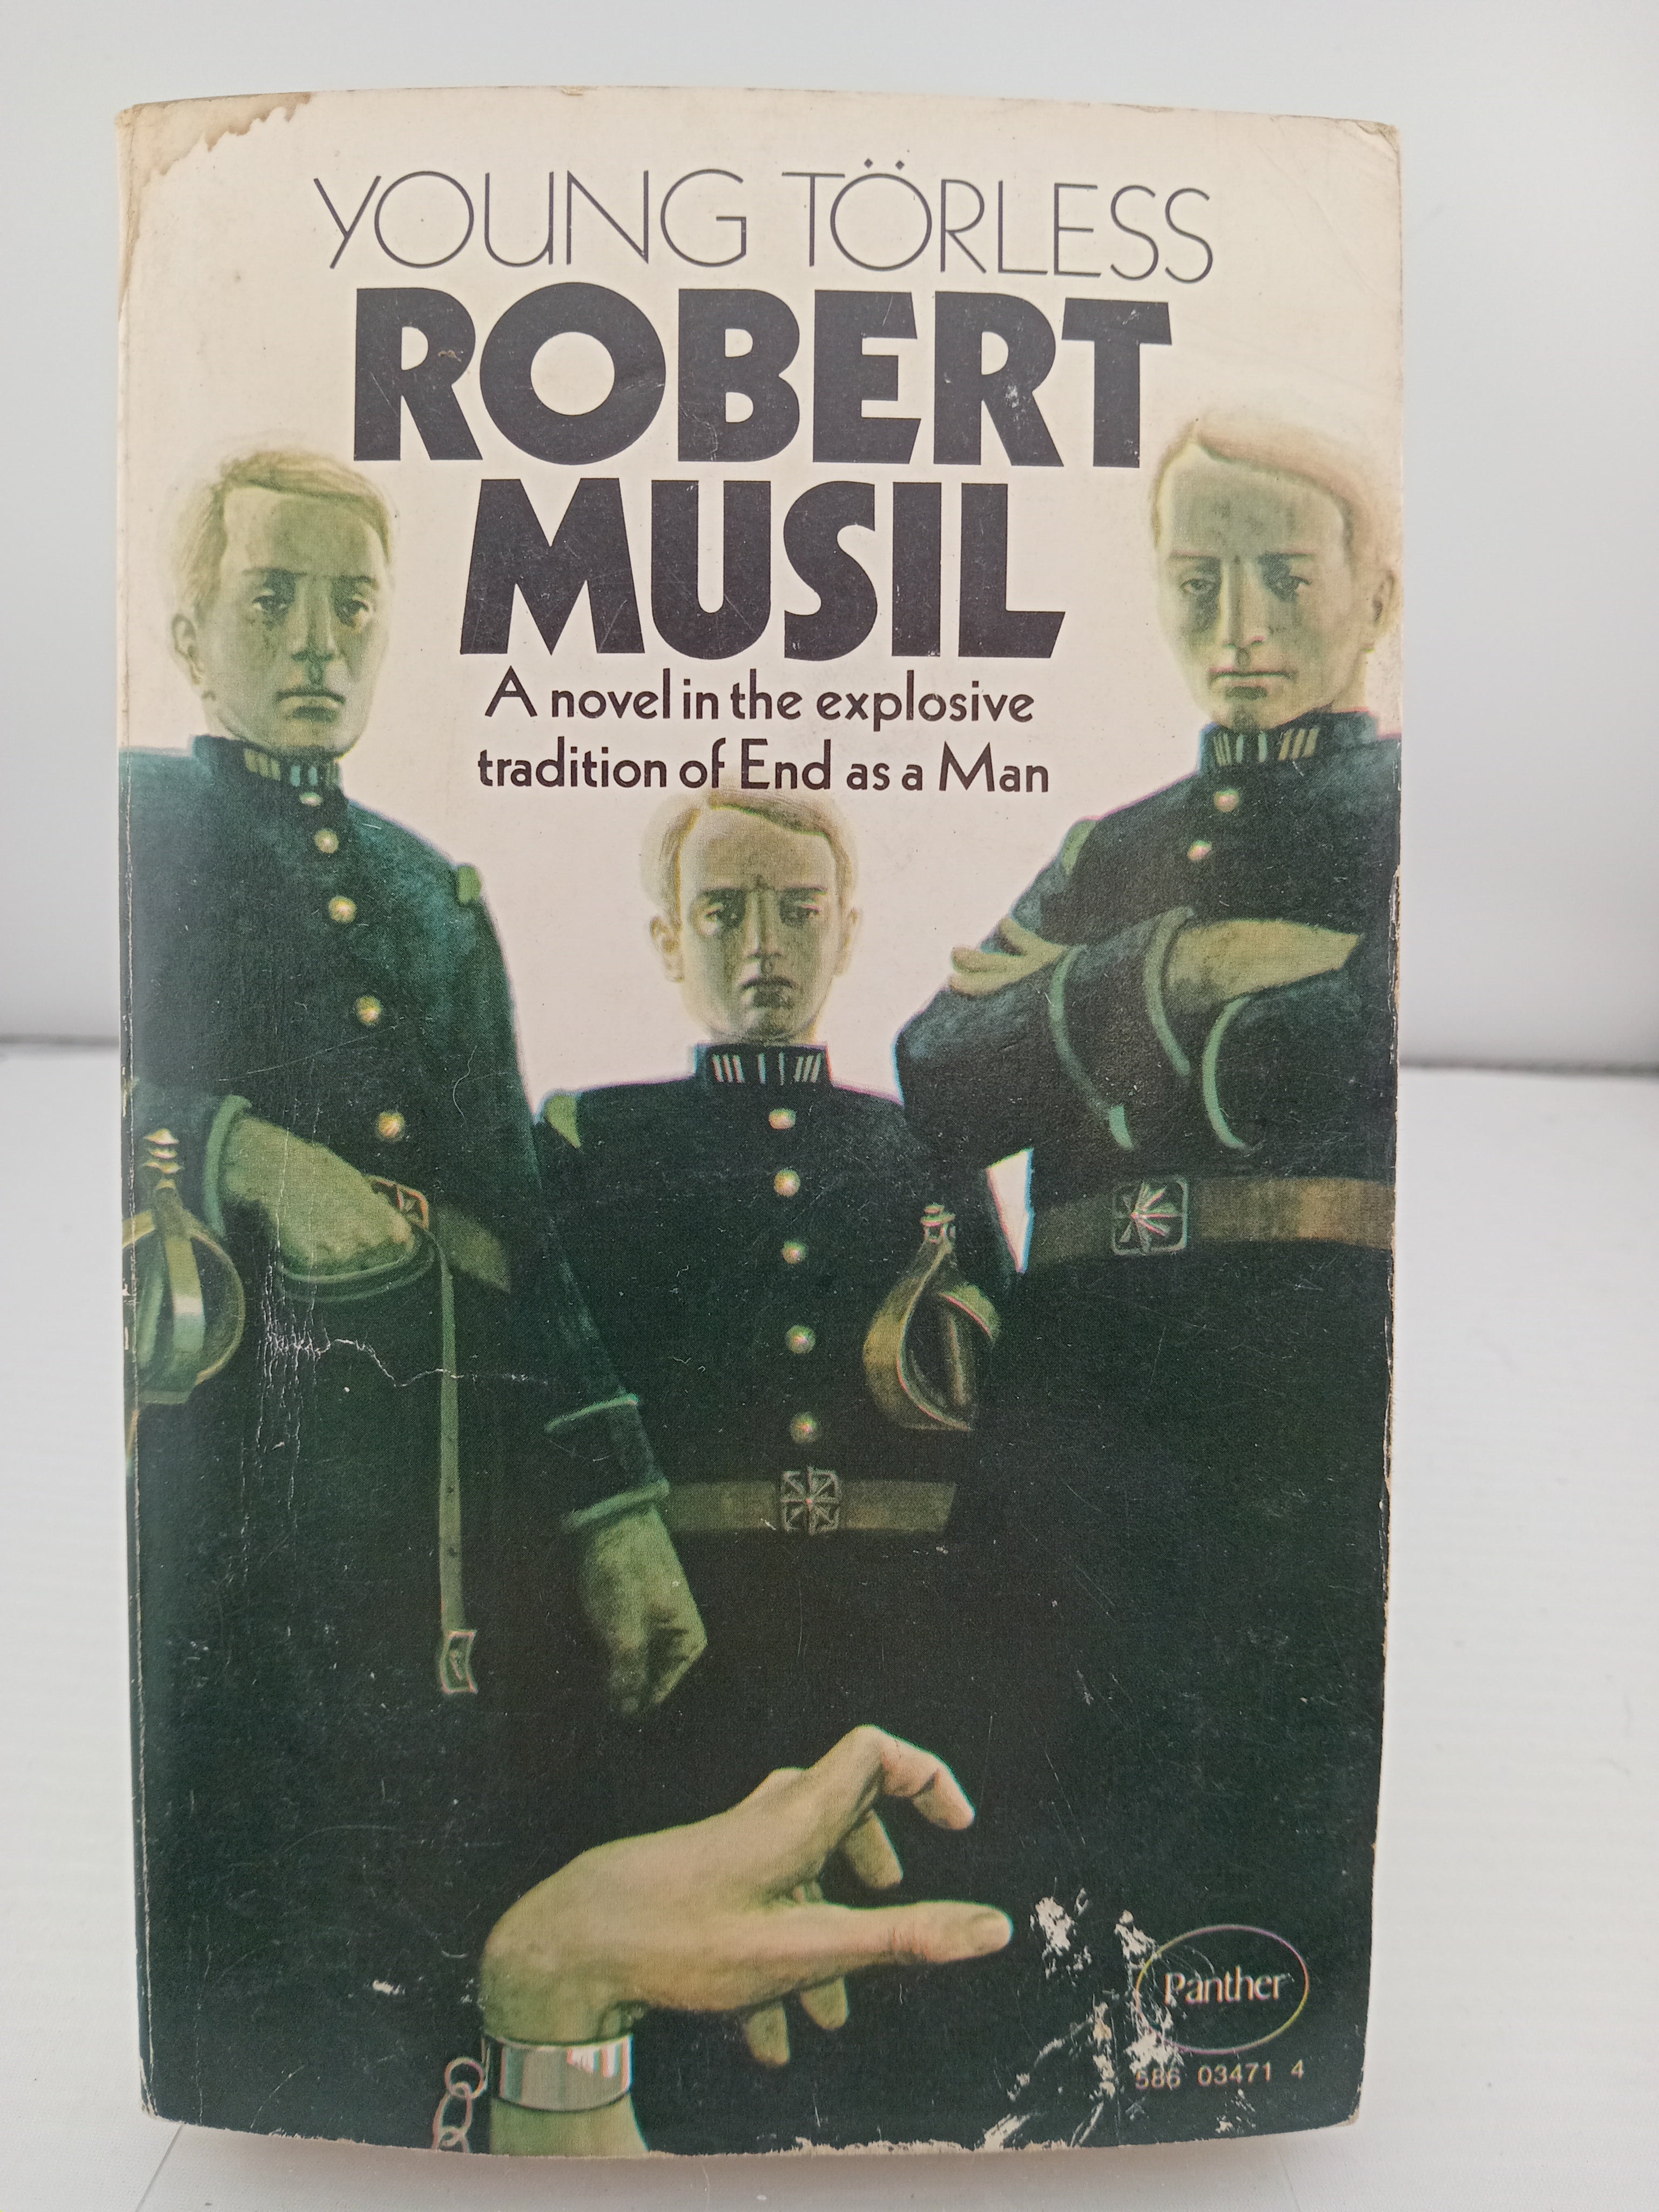 YOUNG TÖRLESS
ROBERT
MUSIL
A novel in the explosive
tradition of End as a Man
Panther
586 03471 4